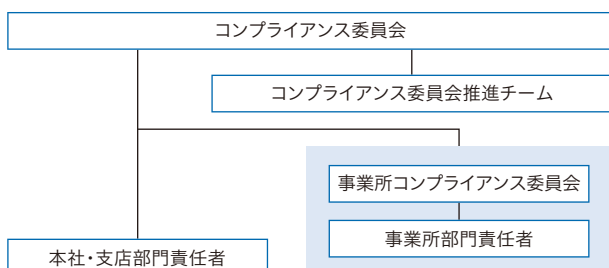 コンプライアンス委員会
コンプライアンス委員会推進チーム
事業所コンプライアンス委員会
事業所部門責任者
本社・支店部門責任者